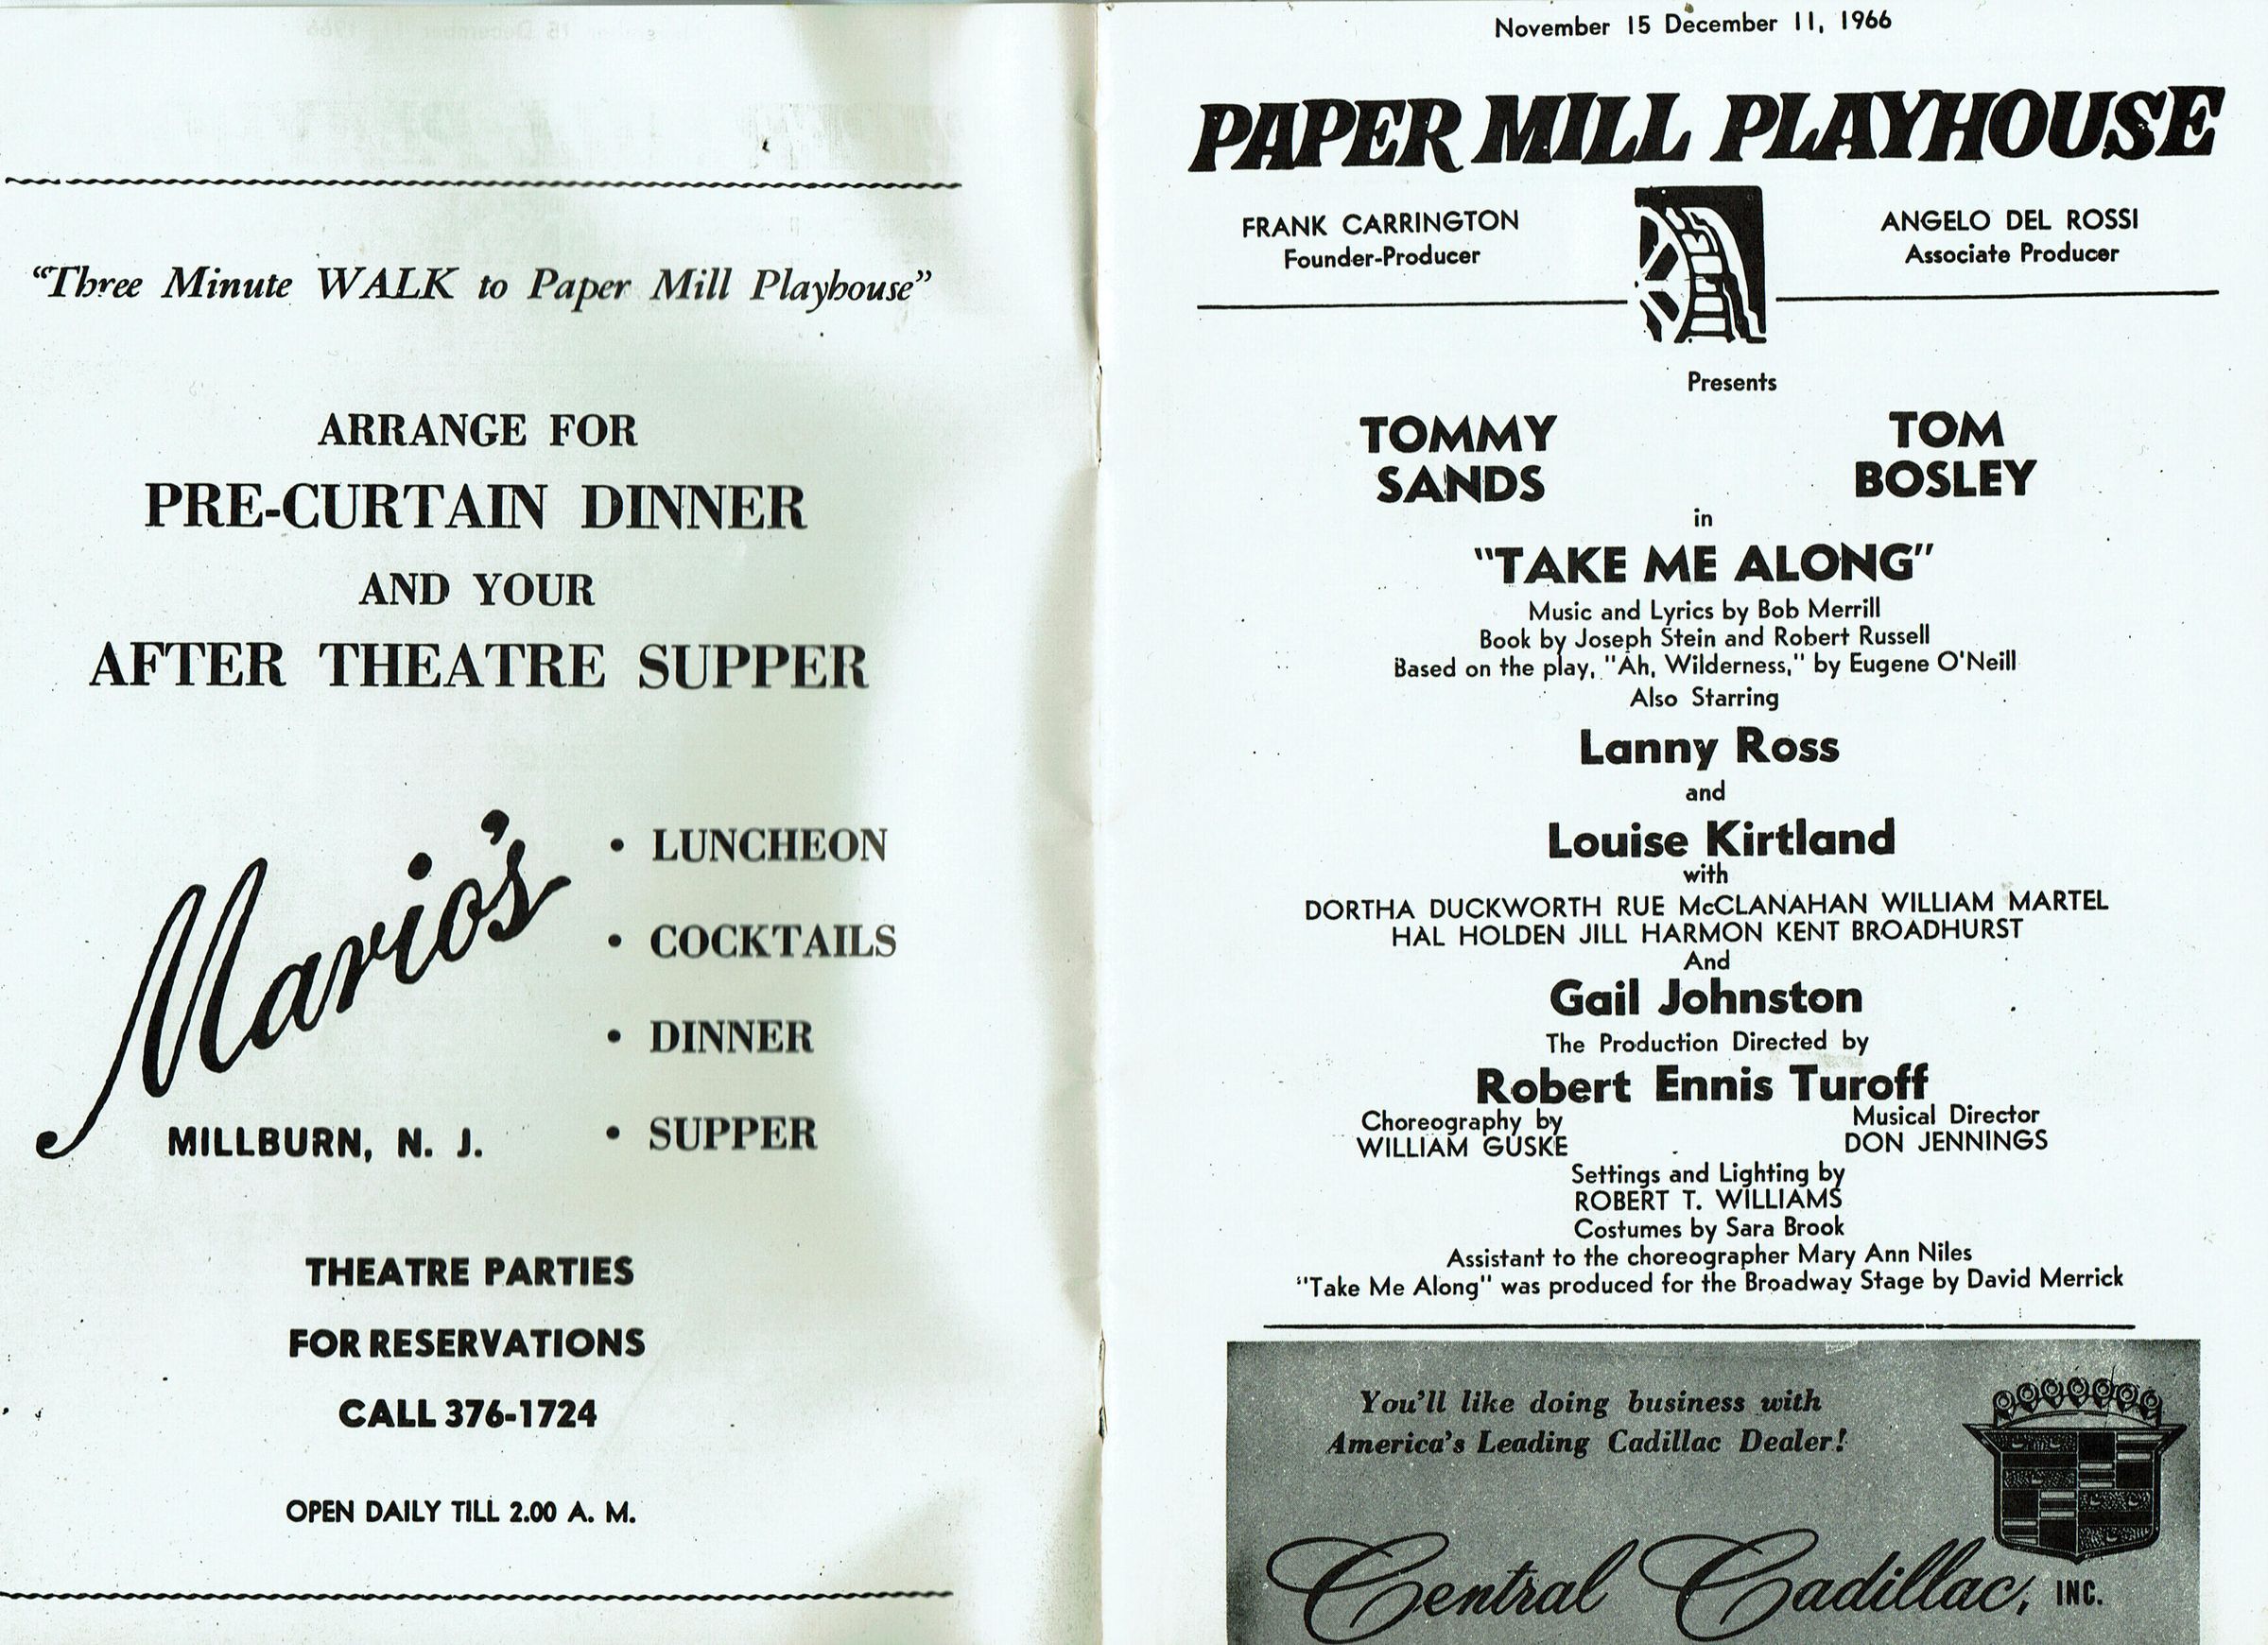 "Three Minute WALK to Paper Mill Playhouse"
ARRANGE FOR
PRE-CURTAIN DINNER
AND YOUR
AFTER THEATRE SUPPER
Mario's
MILLBURN, N. J.
• LUNCHEON
• COCKTAILS
• DINNER
• SUPPER
THEATRE PARTIES
FOR RESERVATIONS
CALL 376-1724
OPEN DAILY TILL 2.00 A. M.
November 15 December 11, 1966
PAPER MILL PLAYHOUSE
FRANK CARRINGTON
Founder-Producer
ANGELO DEL ROSSI
Associate Producer
Presents
TOMMY
SANDS
TOM
BOSLEY
in
"TAKE ME ALONG"
Music and Lyrics by Bob Merrill
Book by Joseph Stein and Robert Russell
Based on the play, "Ah, Wilderness," by Eugene O'Neill
Also Starring
Lanny Ross
and
Louise Kirtland
with
DORTHA DUCKWORTH RUE McCLANAHAN WILLIAM MARTEL
HAL HOLDEN JILL HARMON KENT BROADHURST
And
Gail Johnston
The Production Directed by
Robert Ennis Turoff
Choreography by
WILLIAM GUSKE
Musical Director
DON JENNINGS
Settings and Lighting by
ROBERT T. WILLIAMS
Costumes by Sara Brook
Assistant to the choreographer Mary Ann Niles
"Take Me Along" was produced for the Broadway Stage by David Merrick
You'll like doing business with
America's Leading Cadillac Dealer!
Central Cadillac, INC.